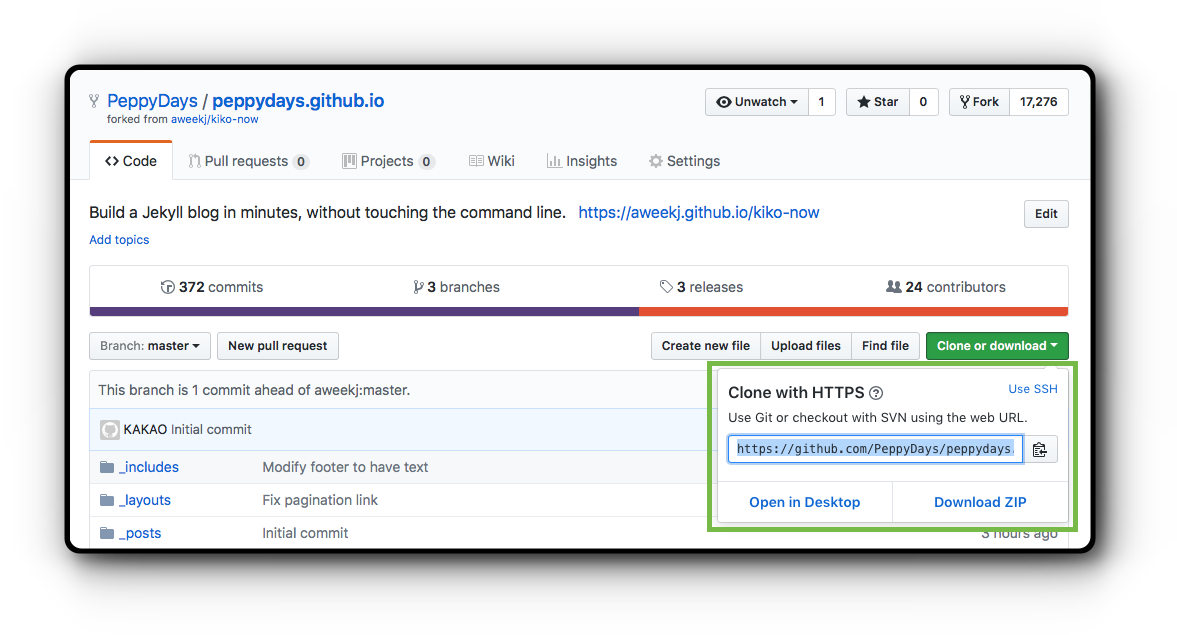 PeppyDays / peppydays.github.io
Unwatch 1 Star 0 Fork 17,276
forked from aweekj/kiko-now
Code Pull requests 0 Projects 0 Wiki Insights Settings
Build a Jekyll blog in minutes, without touching the command line. https://aweekj.github.io/kiko-now
Edit
Add topics
372 commits 3 branches 3 releases 24 contributors
Branch: master New pull request Create new file Upload files Find file Clone or download
This branch is 1 commit ahead of aweekj:master.
Clone with HTTPS ? Use SSH
Use Git or checkout with SVN using the web URL.
https://github.com/PeppyDays/peppydays.
Open in Desktop Download ZIP
KAKAO Initial commit
_includes Modify footer to have text
_layouts Fix pagination link
_posts Initial commit 3 hours ago